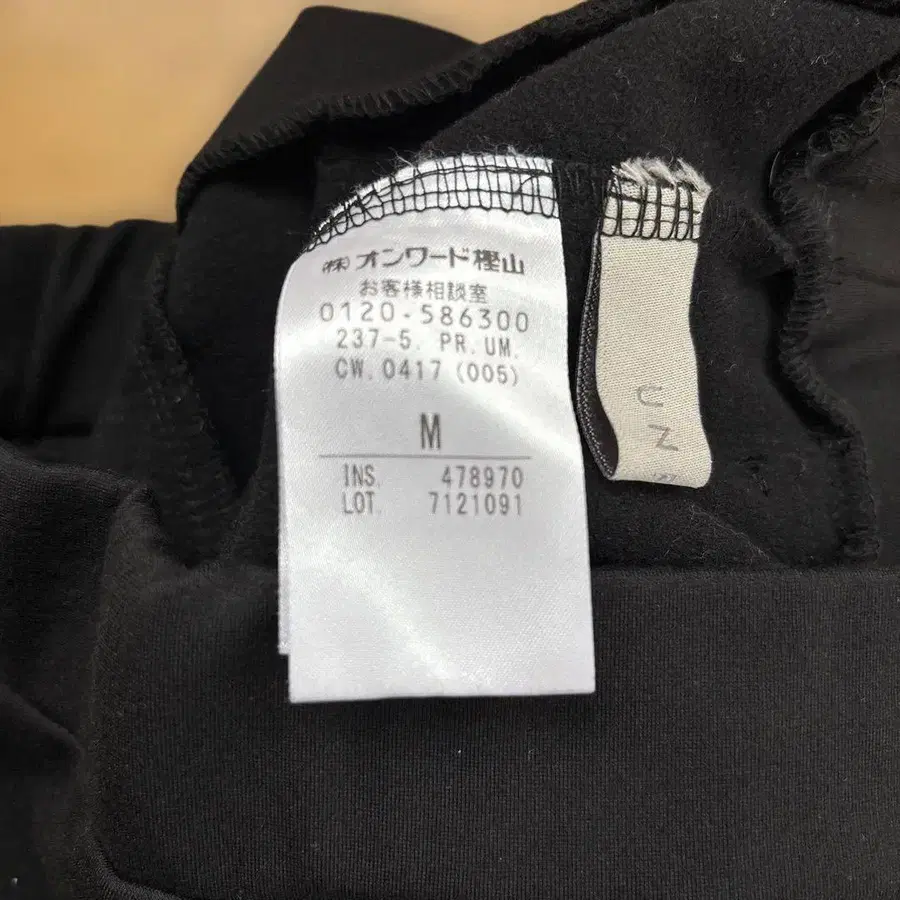 (株) オンワード樫山
お客様相談室
0120-586300
237-5. PR. UM.
CW. 0417 (005)
M
INS. 478970
LOT. 7121091
UN